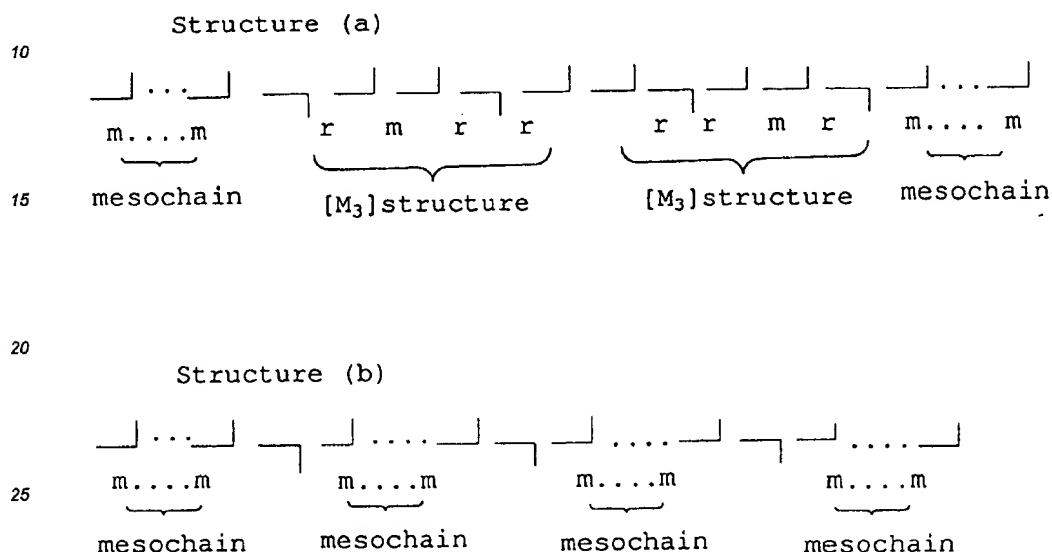 Structure (a)
10
. . .
. . .
m....m r m r r r r m r m.... m
mesochain [M₃]structure [M₃]structure mesochain
15
20
Structure (b)
. . . . . . . . . . . . . . .
m....m m....m m....m m....m
25
mesochain mesochain mesochain mesochain